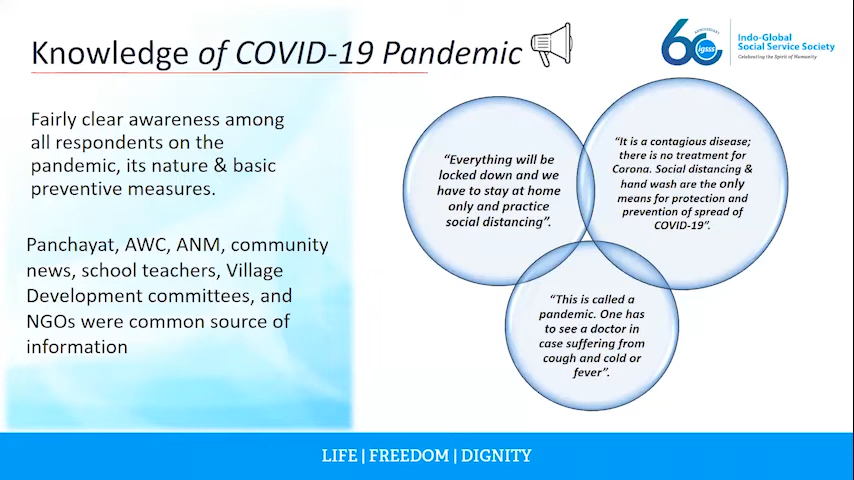 Knowledge of COVID-19 Pandemic
60
ANNIVERSARY
igsss
Indo-Global
Social Service Society
Celebrating the Spirit of Humanity
Fairly clear awareness among
all respondents on the
pandemic, its nature & basic
preventive measures.
Panchayat, AWC, ANM, community
news, school teachers, Village
Development committees, and
NGOs were common source of
information
“Everything will be
locked down and we
have to stay at home
only and practice
social distancing”.
“It is a contagious disease;
there is no treatment for
Corona. Social distancing &
hand wash are the only
means for protection and
prevention of spread of
COVID-19”.
“This is called a
pandemic. One has
to see a doctor in
case suffering from
cough and cold or
fever”.
LIFE | FREEDOM | DIGNITY